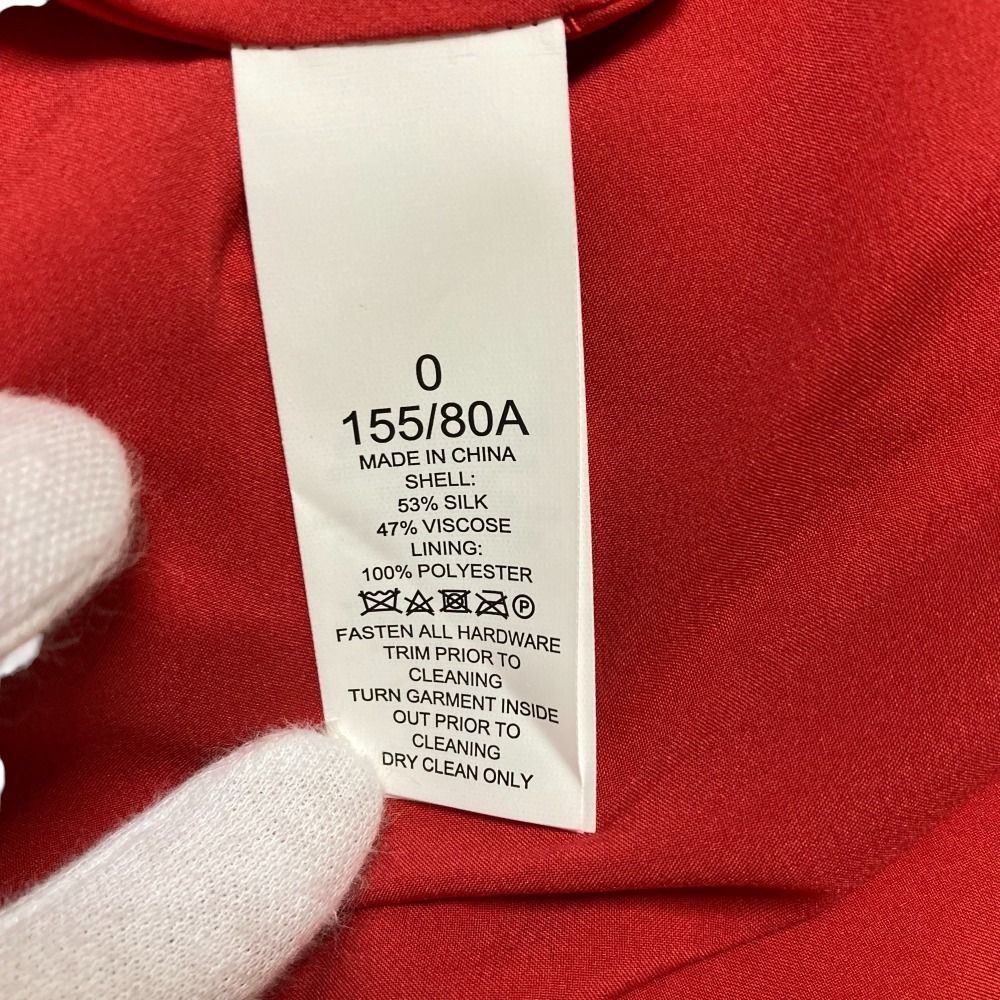 0
155/80A
MADE IN CHINA
SHELL:
53% SILK
47% VISCOSE
LINING:
100% POLYESTER
P
FASTEN ALL HARDWARE
TRIM PRIOR TO
CLEANING
TURN GARMENT INSIDE
OUT PRIOR TO
CLEANING
DRY CLEAN ONLY